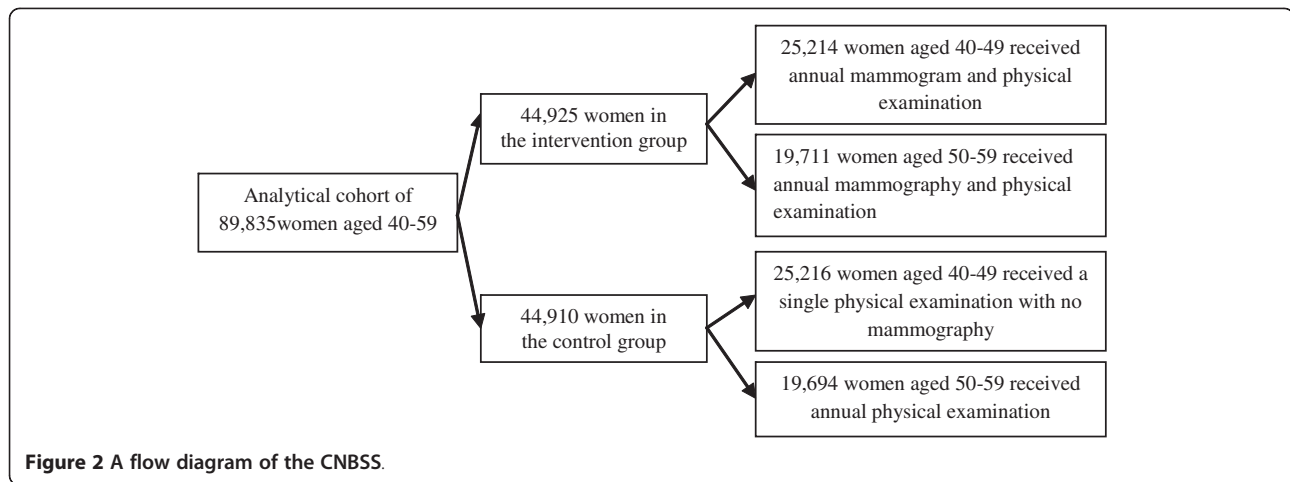 Analytical cohort of
89,835women aged 40-59
44,925 women in
the intervention group
25,214 women aged 40-49 received
annual mammogram and physical
examination
19,711 women aged 50-59 received
annual mammography and physical
examination
44,910 women in
the control group
25,216 women aged 40-49 received a
single physical examination with no
mammography
19,694 women aged 50-59 received
annual physical examination
Figure 2 A flow diagram of the CNBSS.